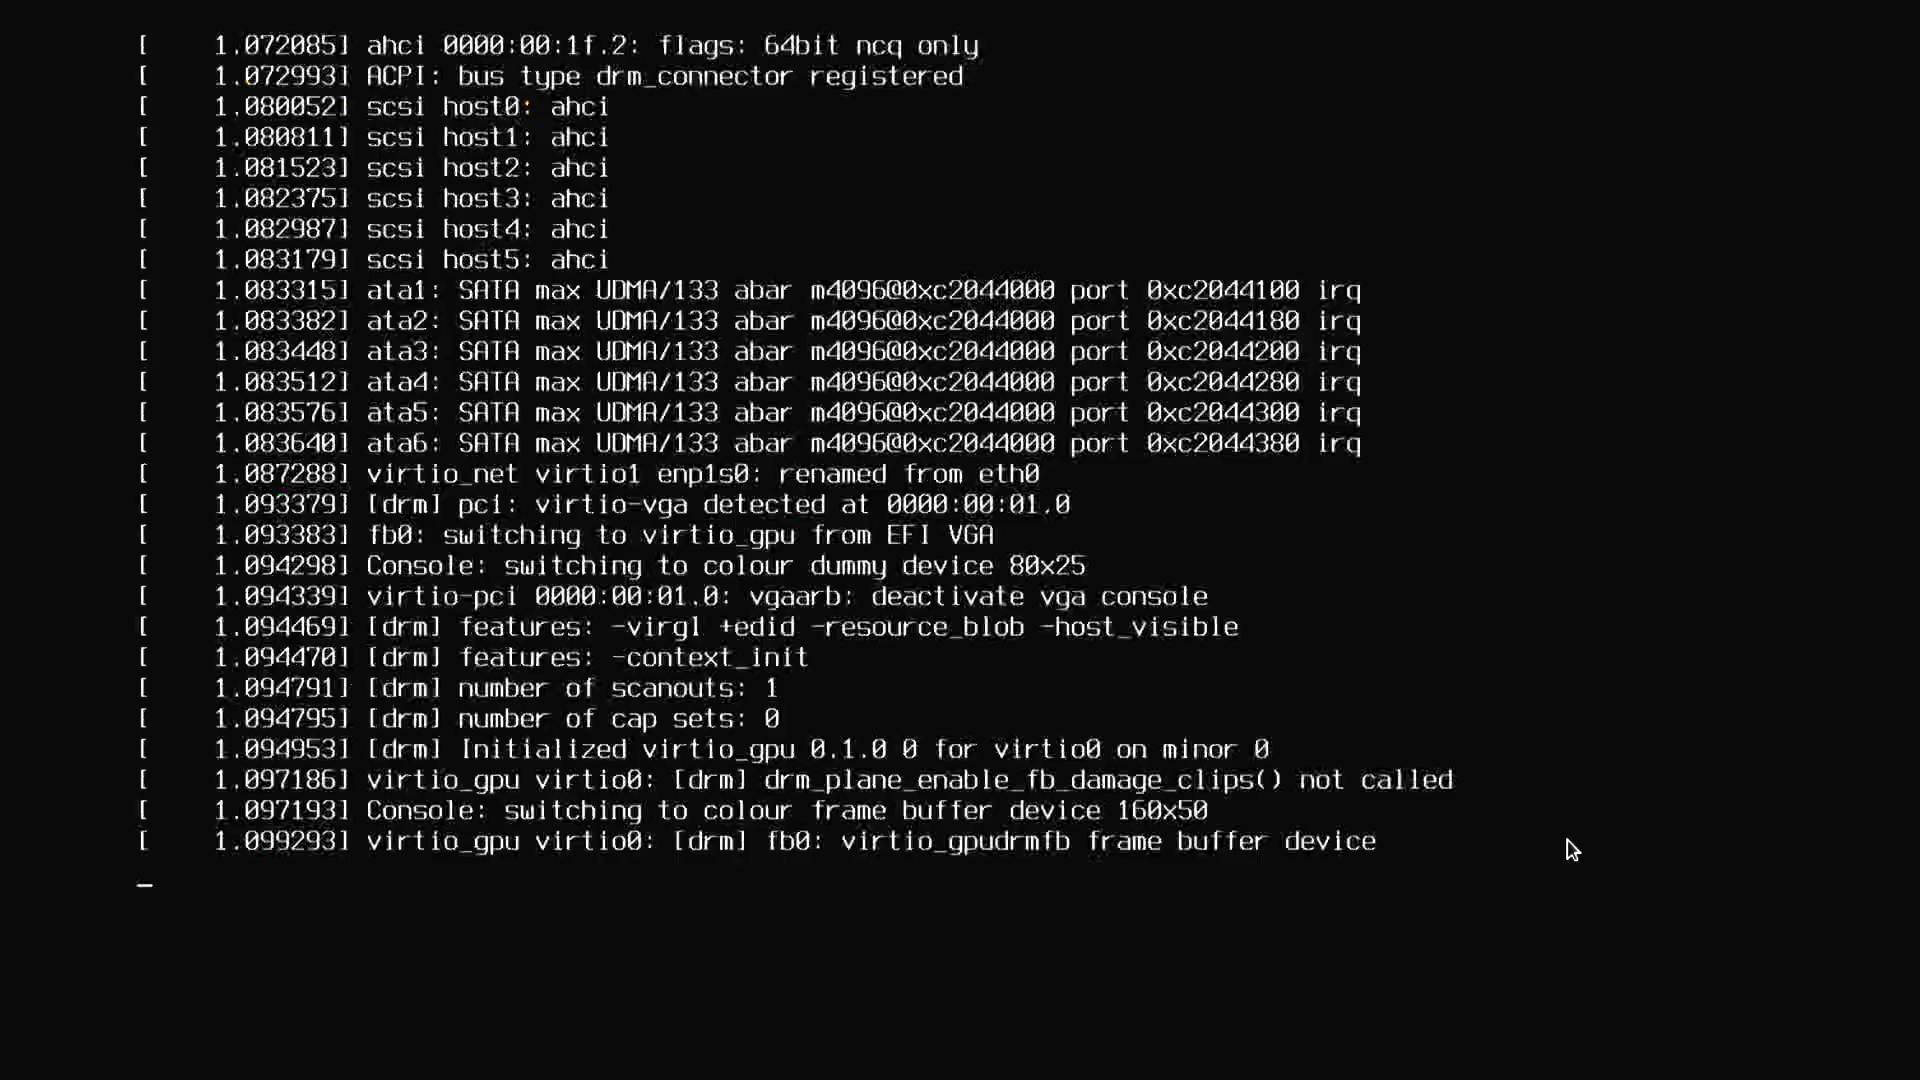 [    1.072085] ahci 0000:00:1f.2: flags: 64bit ncq only
[    1.072993] ACPI: bus type drm_connector registered
[    1.080052] scsi host0: ahci
[    1.080811] scsi host1: ahci
[    1.081523] scsi host2: ahci
[    1.082375] scsi host3: ahci
[    1.082987] scsi host4: ahci
[    1.083179] scsi host5: ahci
[    1.083315] ata1: SATA max UDMA/133 abar m4096@0xc2044000 port 0xc2044100 irq
[    1.083382] ata2: SATA max UDMA/133 abar m4096@0xc2044000 port 0xc2044180 irq
[    1.083448] ata3: SATA max UDMA/133 abar m4096@0xc2044000 port 0xc2044200 irq
[    1.083512] ata4: SATA max UDMA/133 abar m4096@0xc2044000 port 0xc2044280 irq
[    1.083576] ata5: SATA max UDMA/133 abar m4096@0xc2044000 port 0xc2044300 irq
[    1.083640] ata6: SATA max UDMA/133 abar m4096@0xc2044000 port 0xc2044380 irq
[    1.087288] virtio_net virtio1 enp1s0: renamed from eth0
[    1.093379] [drm] pci: virtio-vga detected at 0000:00:01.0
[    1.093383] fb0: switching to virtio_gpu from EFI VGA
[    1.094298] Console: switching to colour dummy device 80x25
[    1.094339] virtio-pci 0000:00:01.0: vgaarb: deactivate vga console
[    1.094469] [drm] features: -virgl +edid -resource_blob -host_visible
[    1.094470] [drm] features: -context_init
[    1.094791] [drm] number of scanouts: 1
[    1.094795] [drm] number of cap sets: 0
[    1.094953] [drm] Initialized virtio_gpu 0.1.0 0 for virtio0 on minor 0
[    1.097186] virtio_gpu virtio0: [drm] drm_plane_enable_fb_damage_clips() not called
[    1.097193] Console: switching to colour frame buffer device 160x50
[    1.099293] virtio_gpu virtio0: [drm] fb0: virtio_gpudrmfb frame buffer device